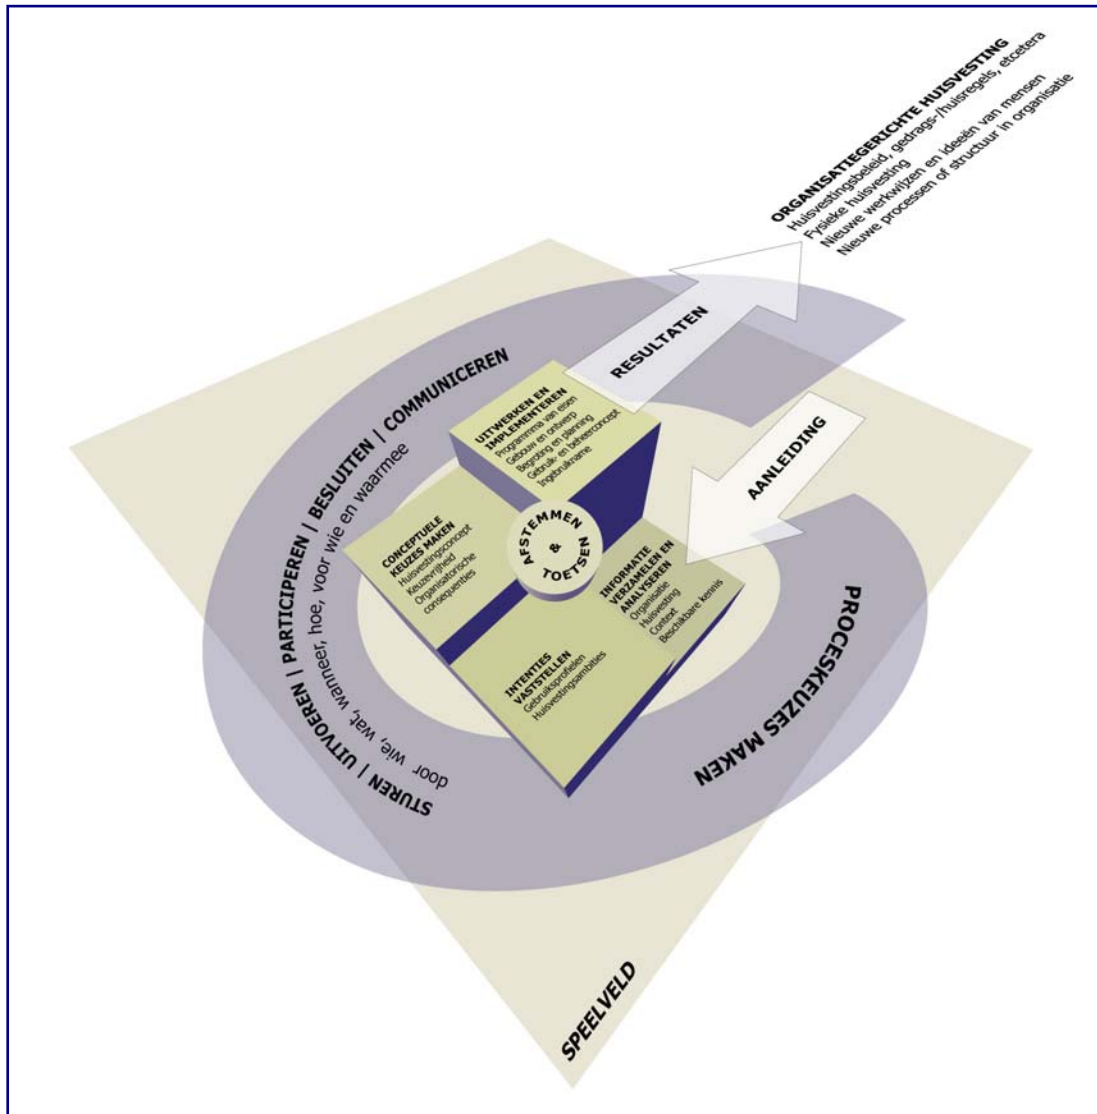 ORGANISATIEGERICHTE HUISVESTING
Huisvestingsbeleid, gedrags-/huisregels, etcetera
Fysieke huisvesting
Nieuwe werkwijzen en ideeën van mensen
Nieuwe processen of structuur in organisatie
RESULTATEN
AANLEIDING
STUREN | UITVOEREN | PARTICIPEREN | BESLUITEN | COMMUNICEREN
door wie, wat, wanneer, hoe, voor wie en waarmee
UITWERKEN EN
IMPLEMENTEREN
Programma van eisen
Gebouw en ontwerp
Begroting en planning
Gebruik- en beheerconcept
Ingebruikname
CONCEPTUELE
KEUZES MAKEN
Huisvestingsconcept
Keuzevrijheid
Organisatorische
consequenties
AFSTEMMEN
&
TOETSEN
INFORMATIE
VERZAMELEN EN
ANALYSEREN
Organisatie
Huisvesting
Context
Beschikbare kennis
INTENTIES
VASTSTELLEN
Gebruiksprofielen
Huisvestingsambities
PROCESKEUZES MAKEN
SPEELVELD